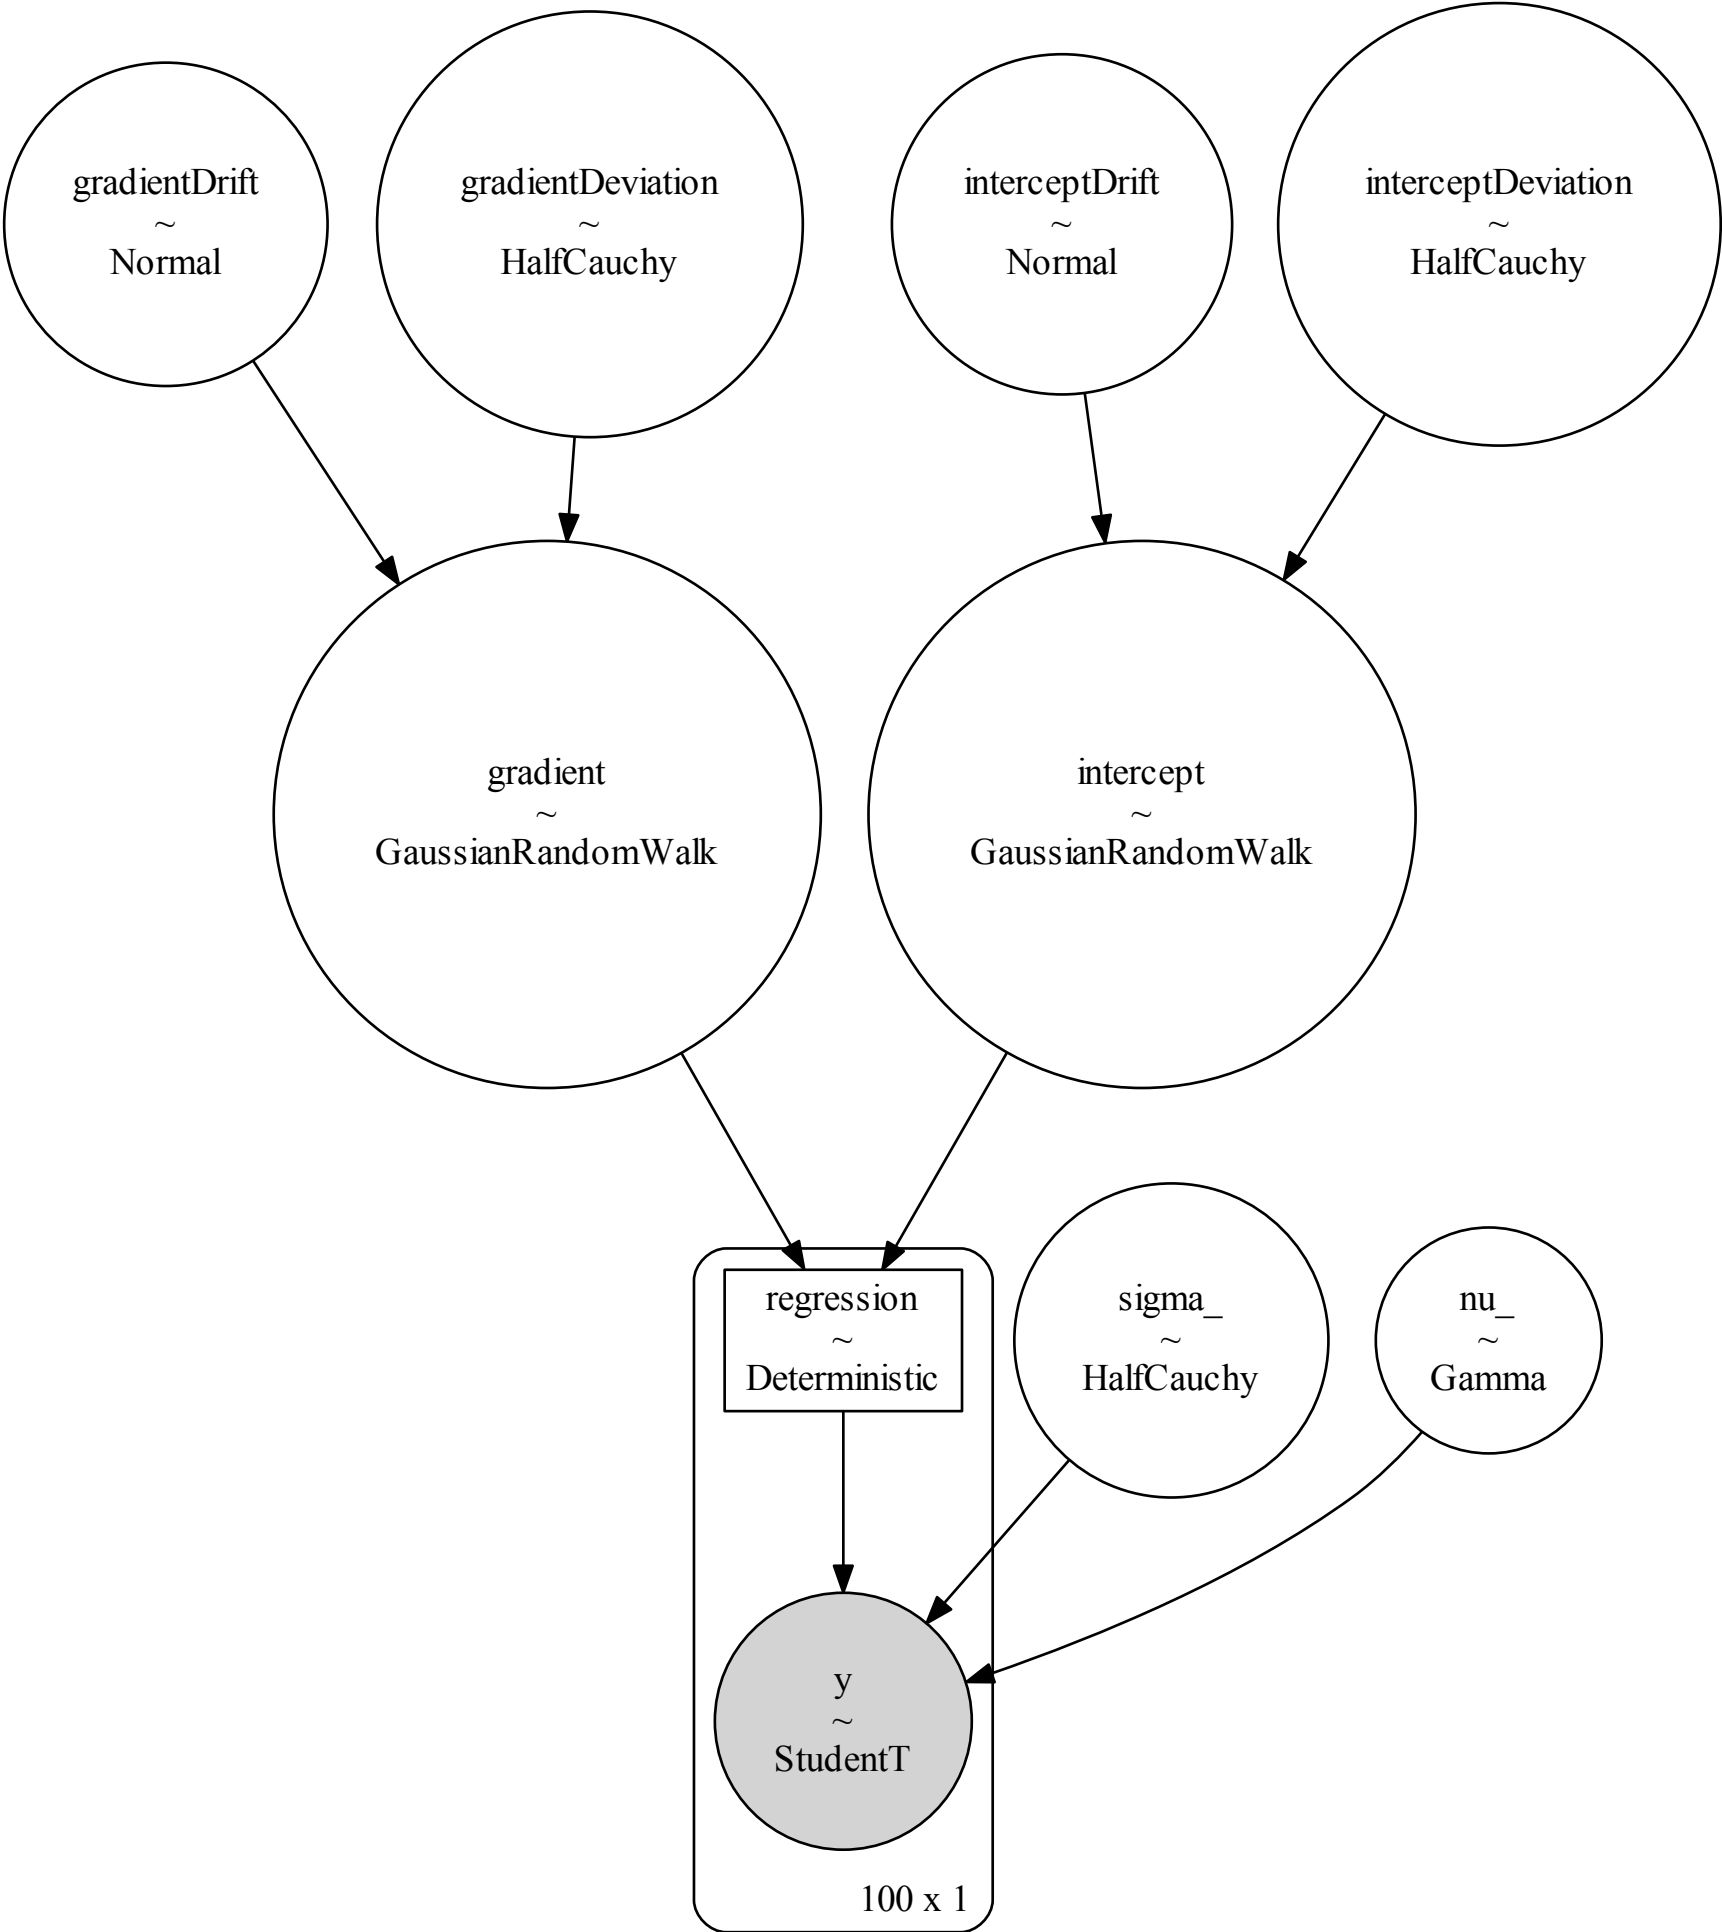 gradientDrift
~
Normal
gradientDeviation
~
HalfCauchy
interceptDrift
~
Normal
interceptDeviation
~
HalfCauchy
gradient
~
GaussianRandomWalk
intercept
~
GaussianRandomWalk
regression
~
Deterministic
sigma_
~
HalfCauchy
nu_
~
Gamma
y
~
StudentT
100 x 1